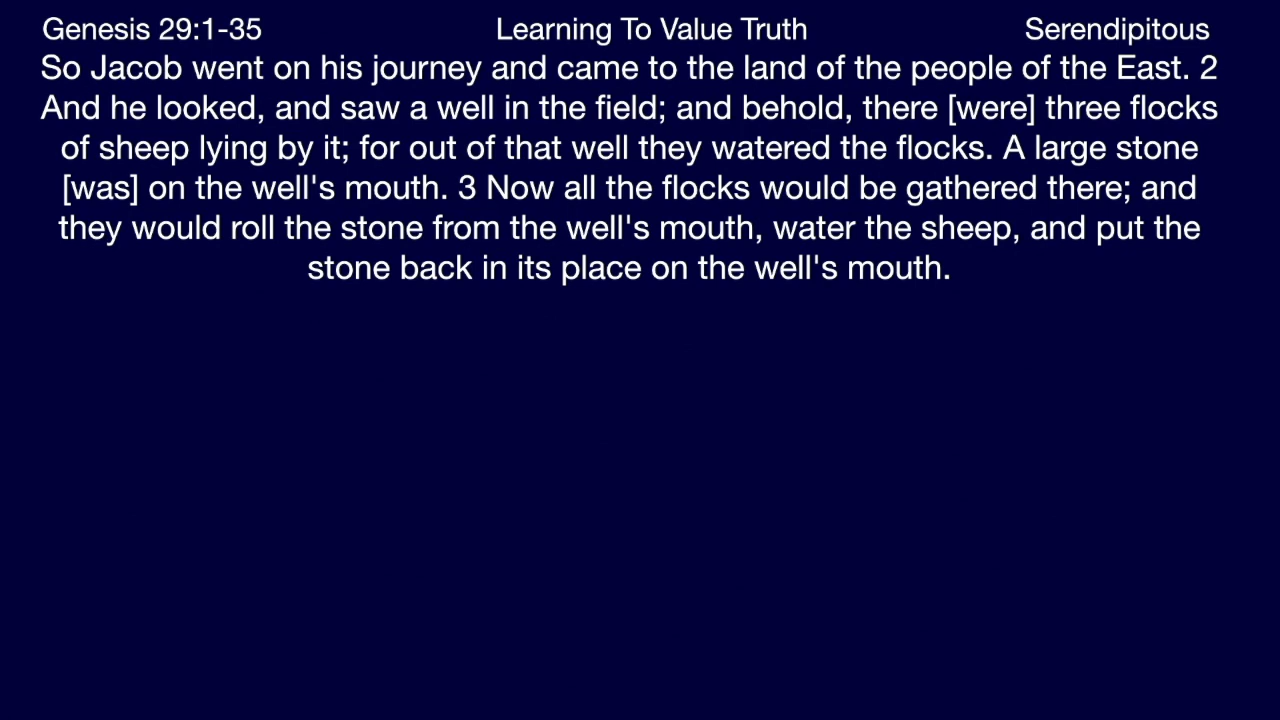 Genesis 29:1-35 Learning To Value Truth Serendipitous
So Jacob went on his journey and came to the land of the people of the East. 2
And he looked, and saw a well in the field; and behold, there [were] three flocks
of sheep lying by it; for out of that well they watered the flocks. A large stone
[was] on the well's mouth. 3 Now all the flocks would be gathered there; and
they would roll the stone from the well's mouth, water the sheep, and put the
stone back in its place on the well's mouth.